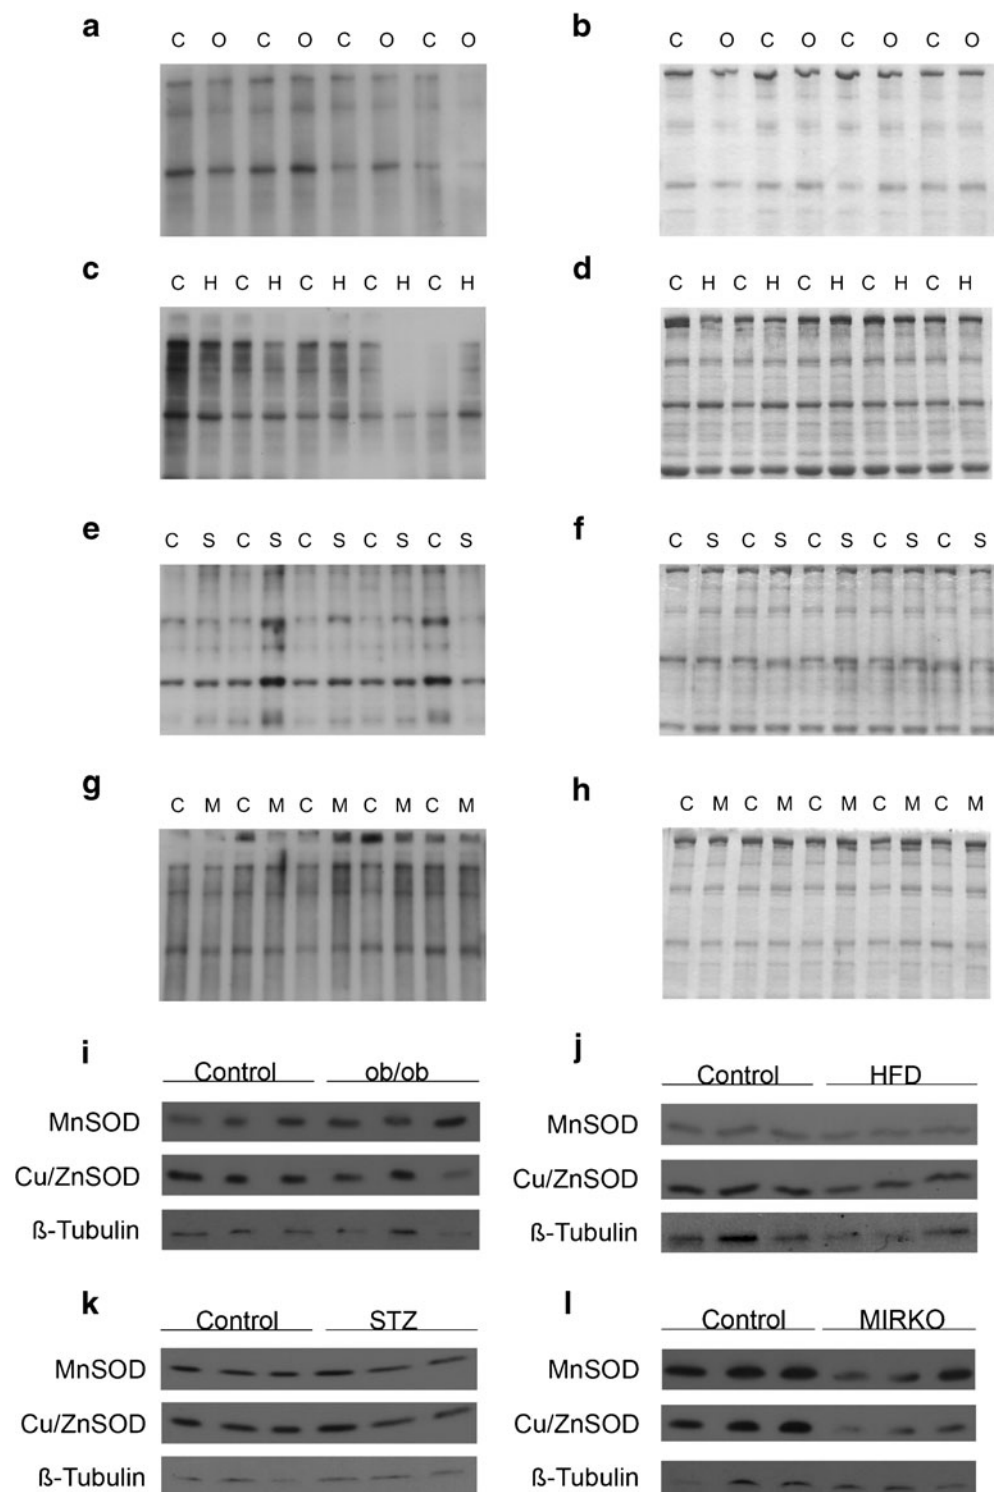 a
C O C O C O C O
b
C O C O C O C O
c
C H C H C H C H C H
d
C H C H C H C H C H
e
C S C S C S C S C S
f
C S C S C S C S C S
g
C M C M C M C M C M
h
C M C M C M C M C M
i
Control ob/ob
MnSOD
Cu/ZnSOD
ß-Tubulin
j
Control HFD
MnSOD
Cu/ZnSOD
ß-Tubulin
k
Control STZ
MnSOD
Cu/ZnSOD
ß-Tubulin
l
Control MIRKO
MnSOD
Cu/ZnSOD
ß-Tubulin